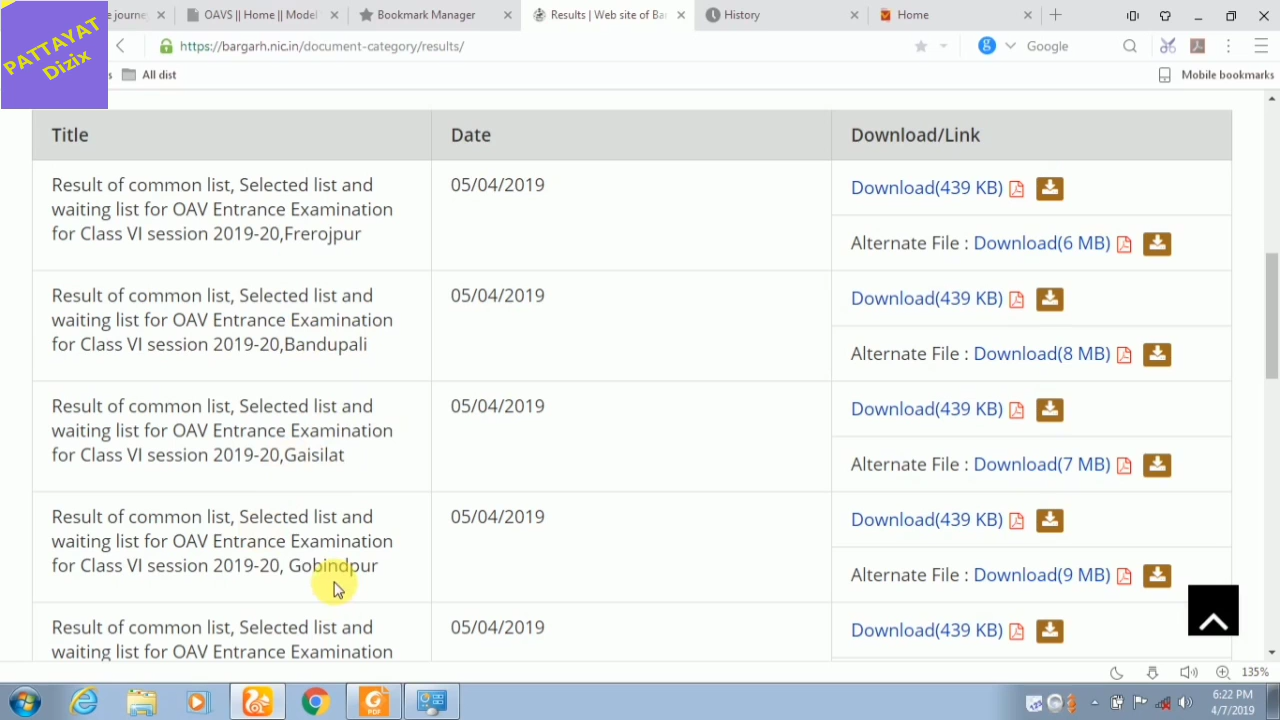 PATTAYAT
Dizix
e journe
OAVS || Home || Model
Bookmark Manager
Results | Web site of Bar
History
Home
https://bargarh.nic.in/document-category/results/
Google
All dist
Mobile bookmarks
Title
Date
Download/Link
Result of common list, Selected list and
waiting list for OAV Entrance Examination
for Class VI session 2019-20,Frerojpur
05/04/2019
Download(439 KB)
Alternate File : Download(6 MB)
Result of common list, Selected list and
waiting list for OAV Entrance Examination
for Class VI session 2019-20,Bandupali
05/04/2019
Download(439 KB)
Alternate File : Download(8 MB)
Result of common list, Selected list and
waiting list for OAV Entrance Examination
for Class VI session 2019-20,Gaisilat
05/04/2019
Download(439 KB)
Alternate File : Download(7 MB)
Result of common list, Selected list and
waiting list for OAV Entrance Examination
for Class VI session 2019-20, Gobindpur
05/04/2019
Download(439 KB)
Alternate File : Download(9 MB)
Result of common list, Selected list and
waiting list for OAV Entrance Examination
05/04/2019
Download(439 KB)
135%
6:22 PM
4/7/2019